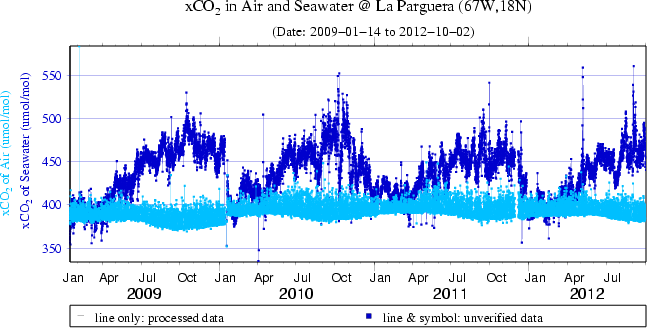 xCO₂ in Air and Seawater @ La Parguera (67W,18N)
(Date: 2009-01-14 to 2012-10-02)
xCO₂ of Air (umol/mol)
xCO₂ of Seawater (umol/mol)
550
500
450
400
350
Jan Apr Jul Oct Jan Apr Jul Oct Jan Apr Jul Oct Jan Apr Jul
2009 2010 2011 2012
line only: processed data line & symbol: unverified data